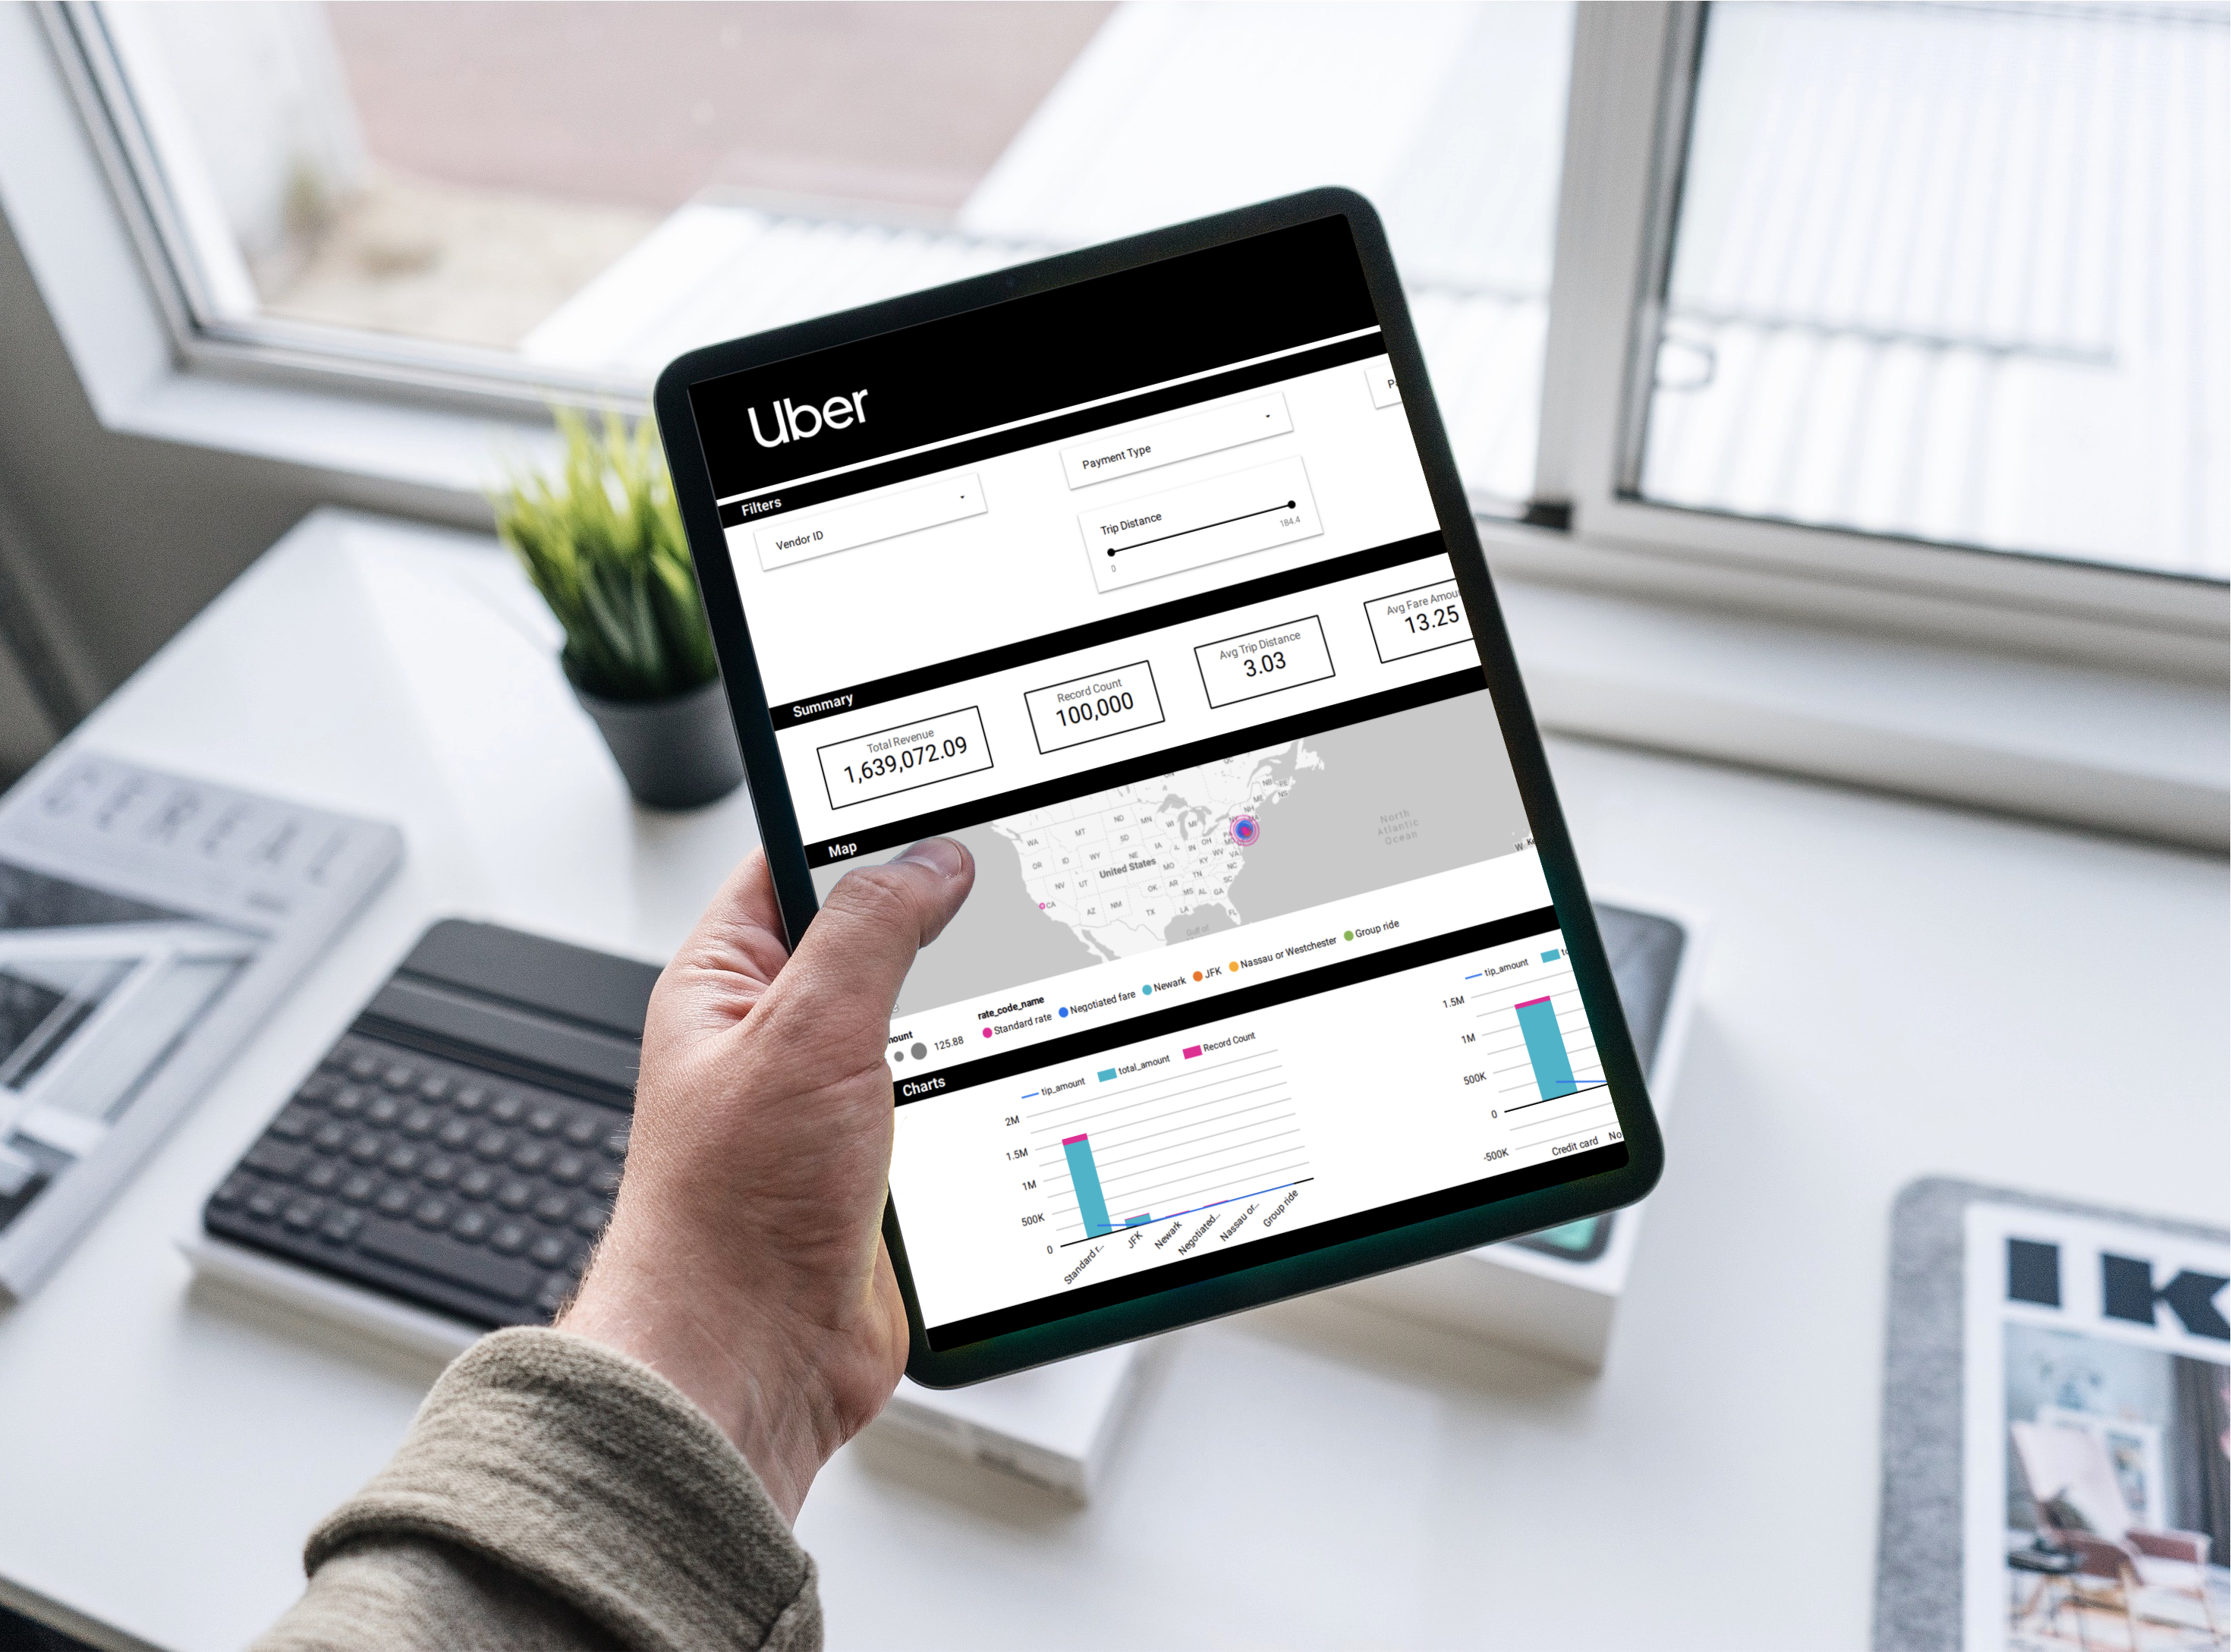 Uber
Filters
Vendor ID
Payment Type
Trip Distance
0
184.4
Summary
Total Revenue
1,639,072.09
Record Count
100,000
Avg Trip Distance
3.03
Avg Fare Amou
13.25
Map
WA
MT
ND
MN
OR
ID
WY
SD
WI
MI
NV
UT
NE
IA
IL
IN
OH
PA
CA
AZ
NM
OK
AR
MO
KY
WV
VA
TN
NC
SC
MS
AL
GA
TX
LA
FL
ME
NH
NB
PE
NS
MA
QC
United States
Gulf of
North
Atlantic
Ocean
mount
125.88
rate_code_name
Standard rate
Negotiated fare
Newark
JFK
Nassau or Westchester
Group ride
Charts
tip_amount
total_amount
Record Count
2M
1.5M
1M
500K
0
Standard r...
JFK
Newark
Negotiated...
Nassau or...
Group ride
tip_amount
to
1.5M
1M
500K
0
-500K
Credit card
No
CEREAL
IK